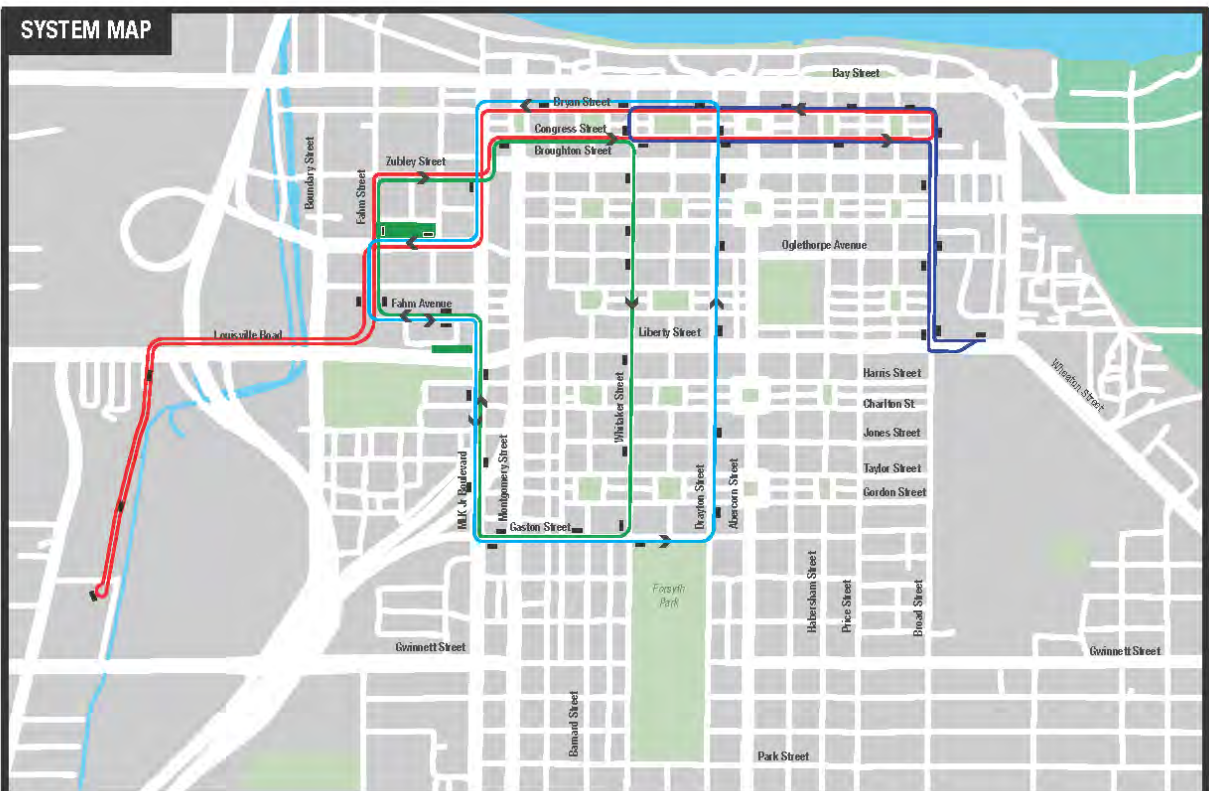 SYSTEM MAP
Bay Street
Bryan Street
Congress Street
Broughton Street
Zubley Street
Boundary Street
Fahm Street
Oglethorpe Avenue
Fahm Avenue
Louisville Road
Liberty Street
Harris Street
Wheaton Street
Charlton St.
Whitaker Street
Jones Street
MLK Jr Boulevard
Montgomery Street
Drayton Street
Abercorn Street
Taylor Street
Gordon Street
Gaston Street
Forsyth
Park
Habersham Street
Price Street
Broad Street
Gwinnett Street
Gwinnett Street
Barnard Street
Park Street